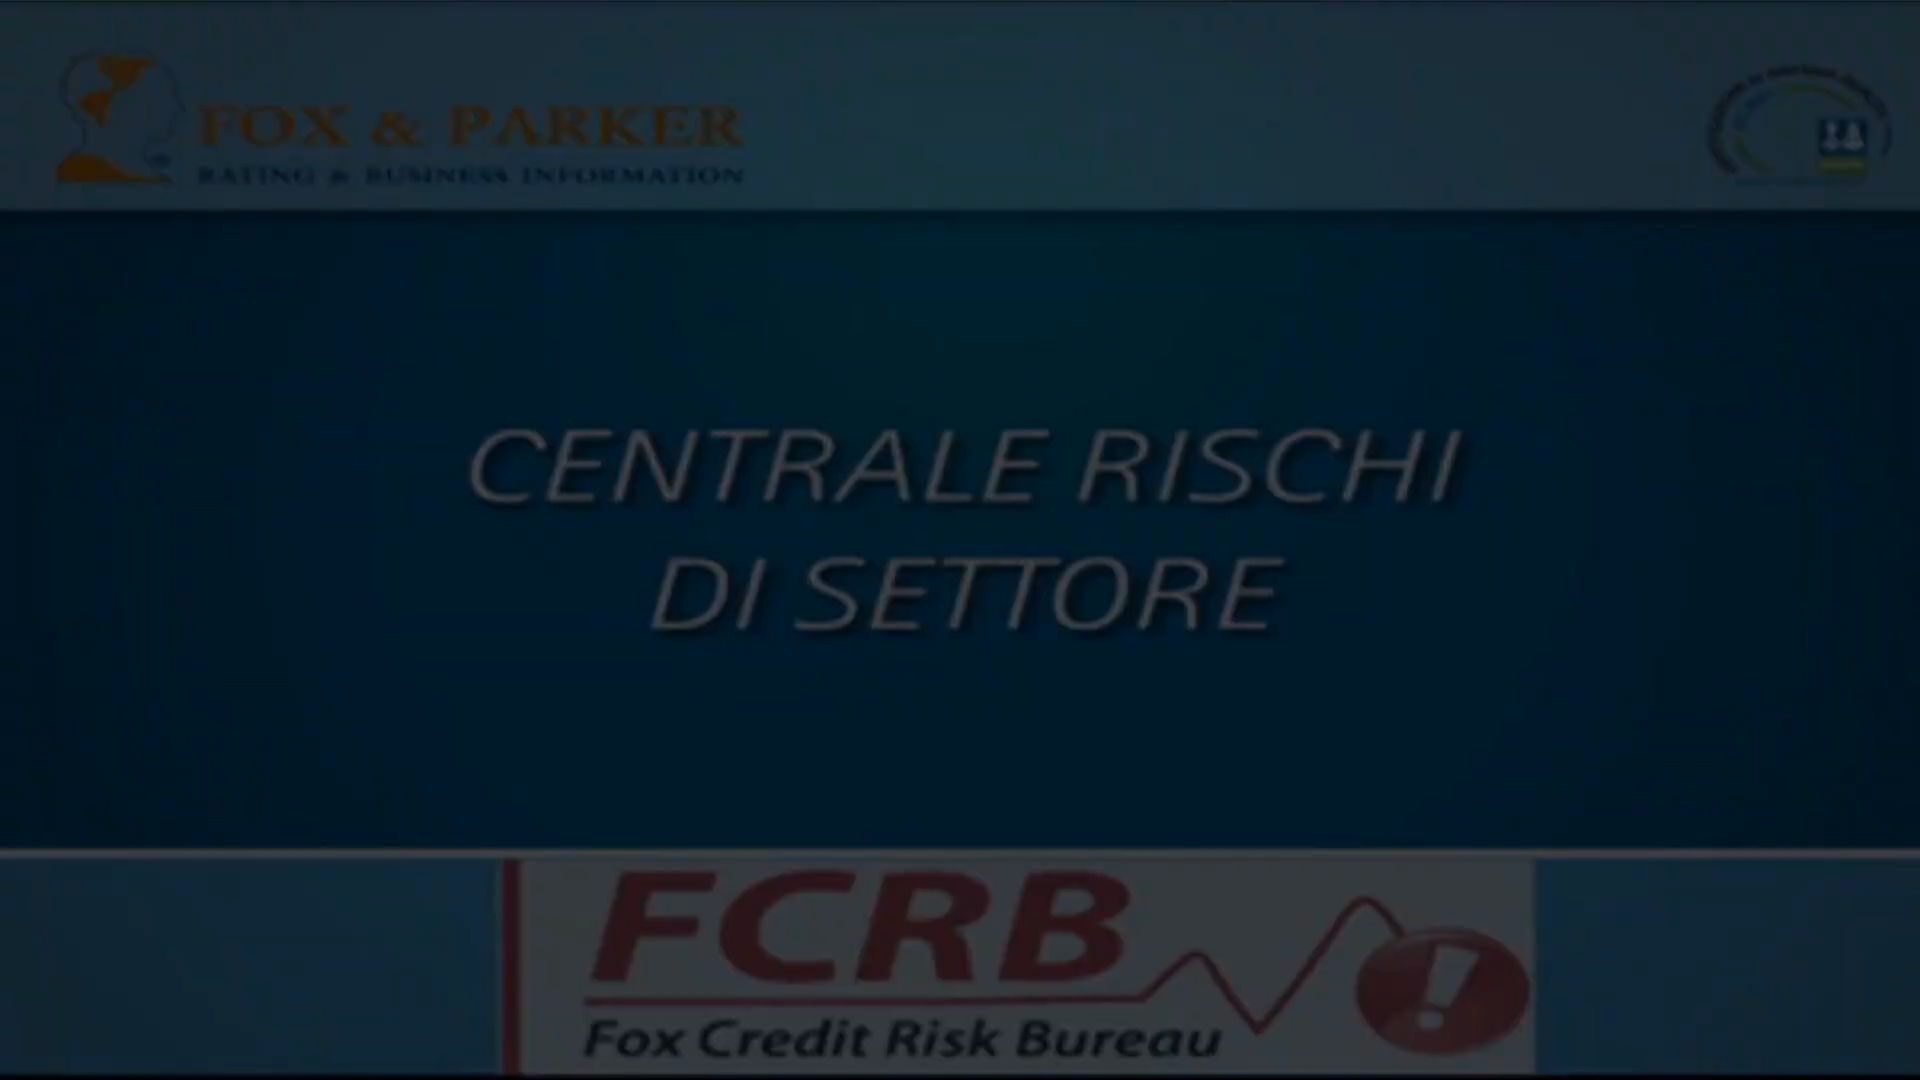 FOX & PARKER
RATING & BUSINESS INFORMATION
CENTRALE RISCHI
DI SETTORE
FCRB
!
Fox Credit Risk Bureau